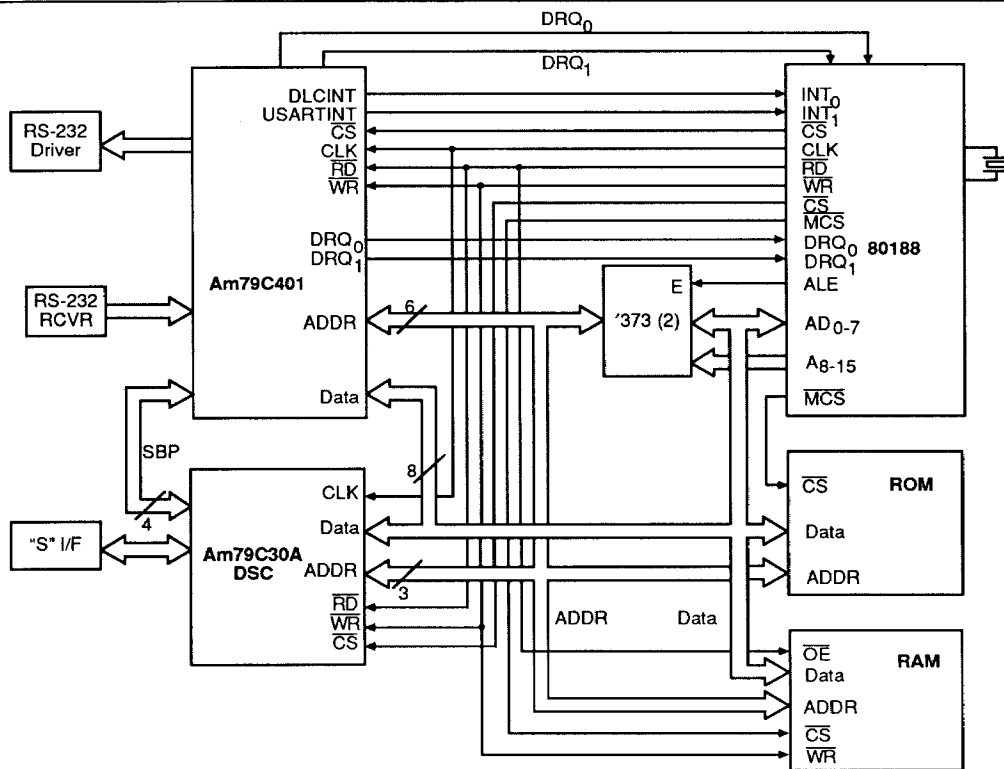 DRQ0
DRQ1
DLCINT
USARTINT
CS
CLK
RD
WR
DRQ0
DRQ1
Am79C401
ADDR
Data
RS-232
Driver
RS-232
RCVR
INT0
INT1
CS
CLK
RD
WR
CS
MCS
DRQ0
80188
DRQ1
ALE
AD0-7
A8-15
MCS
E
'373 (2)
6
SBP
8
4
"S" I/F
CLK
Data
Am79C30A
DSC
ADDR
3
RD
WR
CS
ADDR
Data
CS
ROM
Data
ADDR
OE
RAM
Data
ADDR
CS
WR